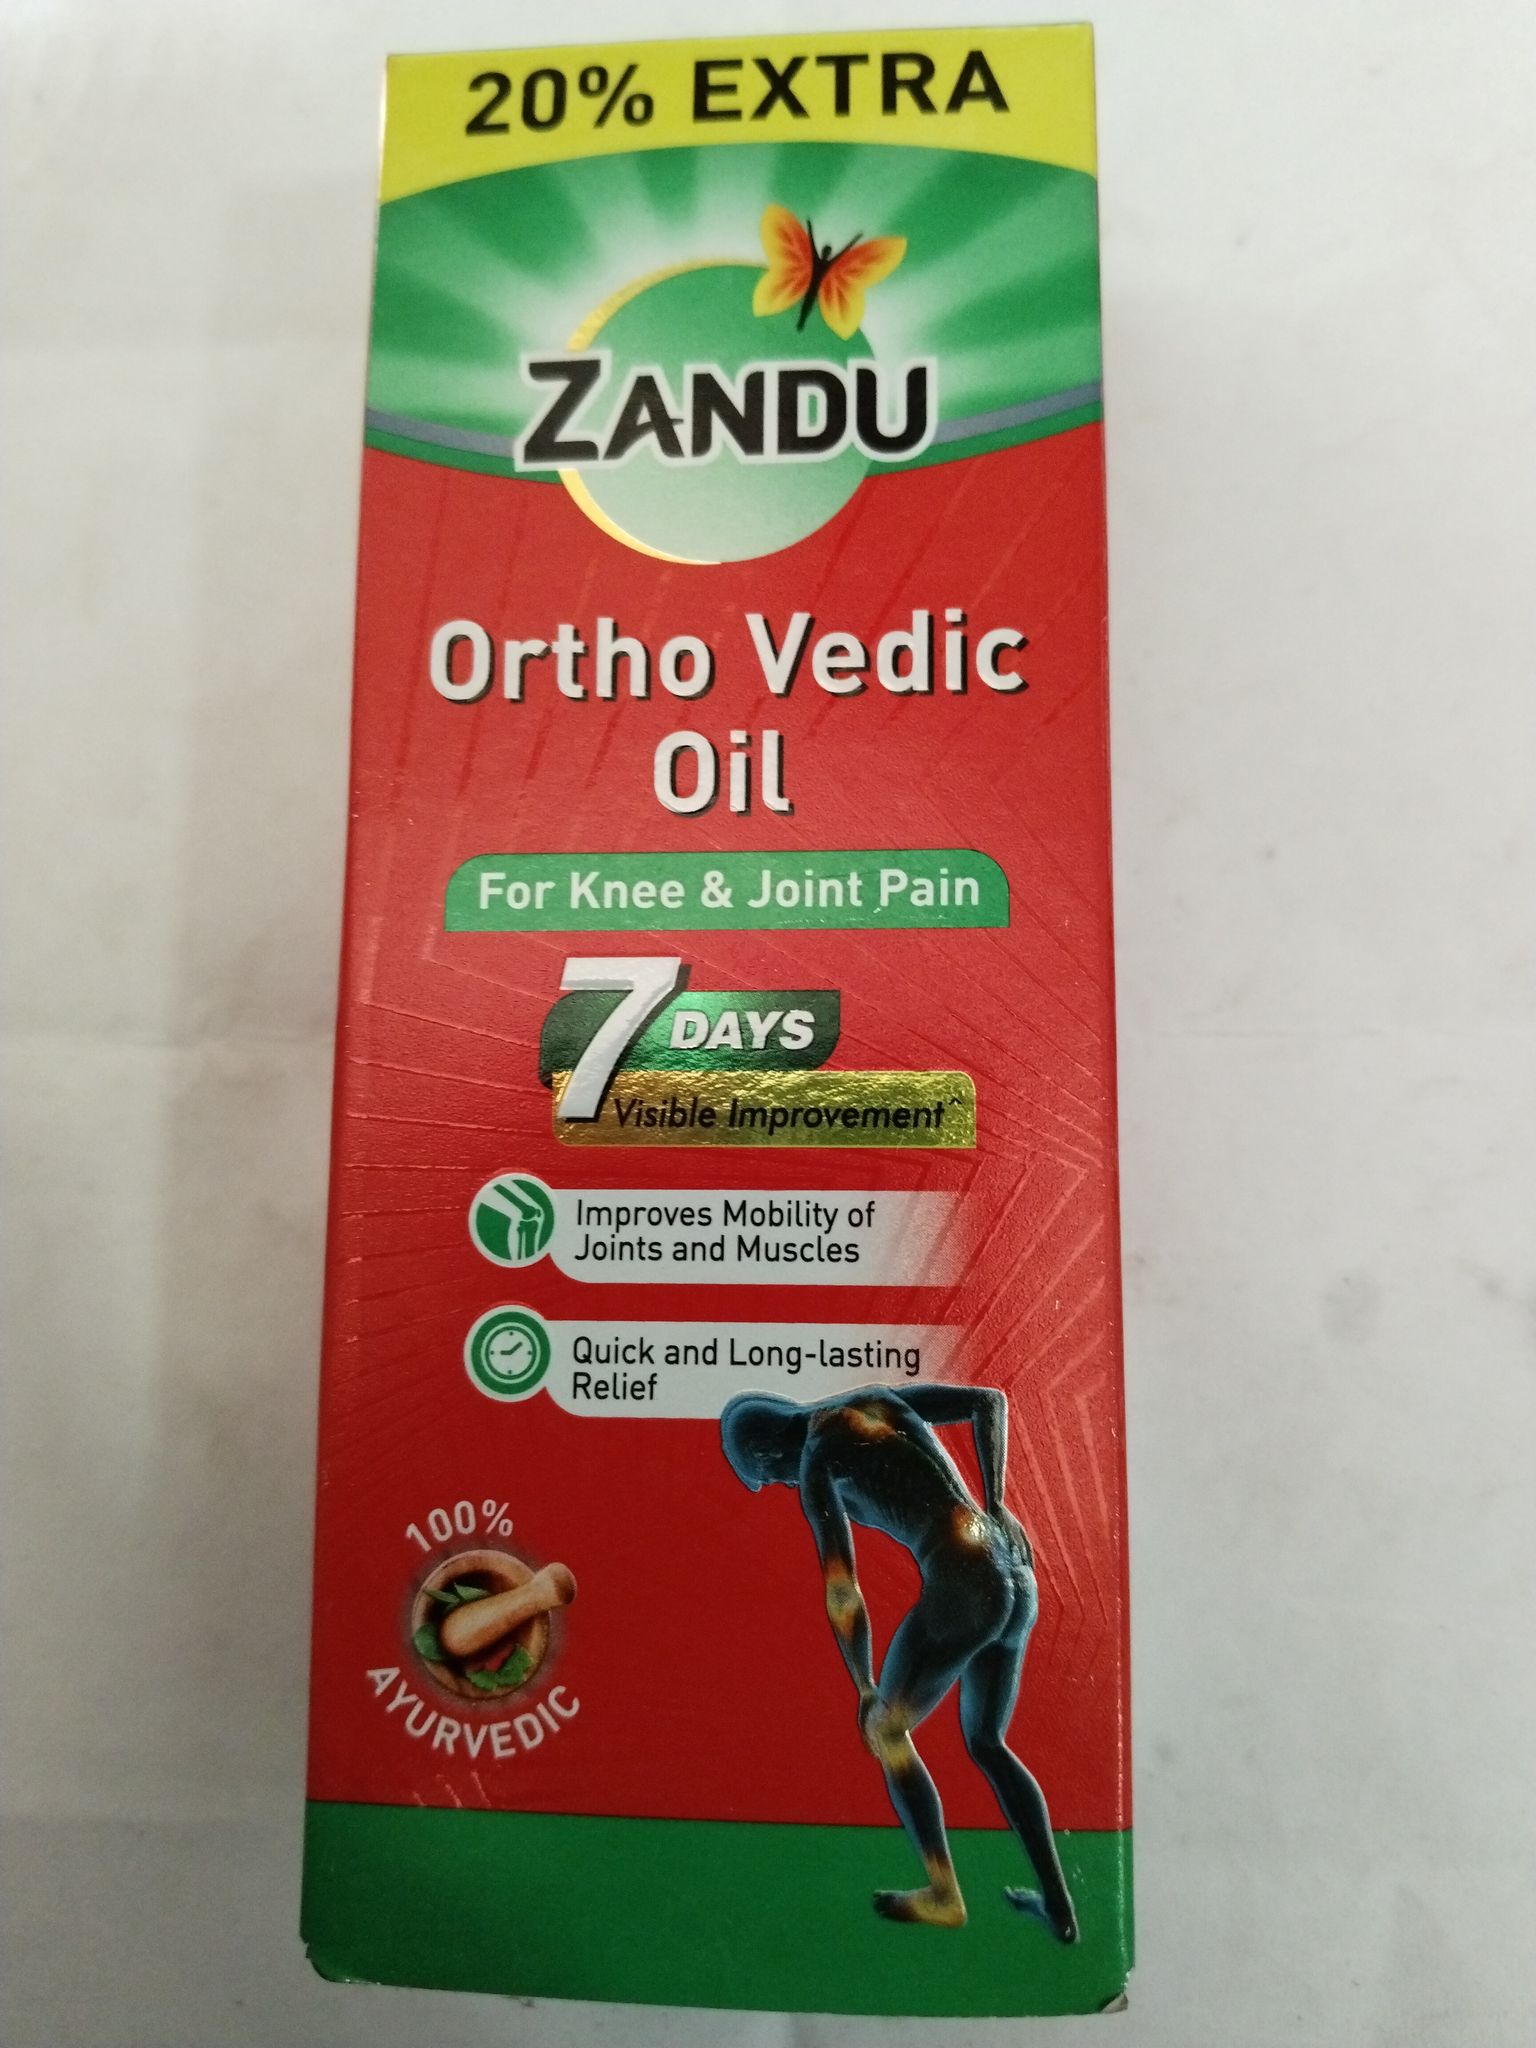 20% EXTRA
ZANDU
Ortho Vedic
Oil
For Knee & Joint Pain
7 DAYS
Visible Improvement^
Improves Mobility of
Joints and Muscles
Quick and Long-lasting
Relief
100%
AYURVEDIC